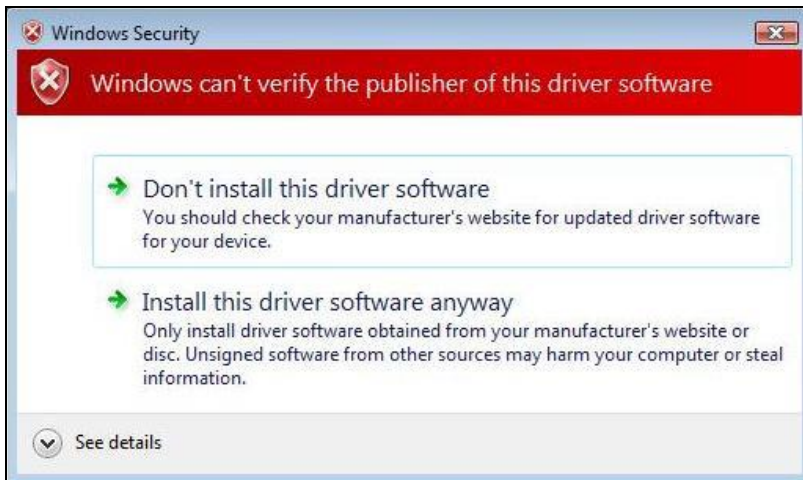 Windows Security
Windows can't verify the publisher of this driver software
Don't install this driver software
You should check your manufacturer's website for updated driver software
for your device.
Install this driver software anyway
Only install driver software obtained from your manufacturer's website or
disc. Unsigned software from other sources may harm your computer or steal
information.
See details